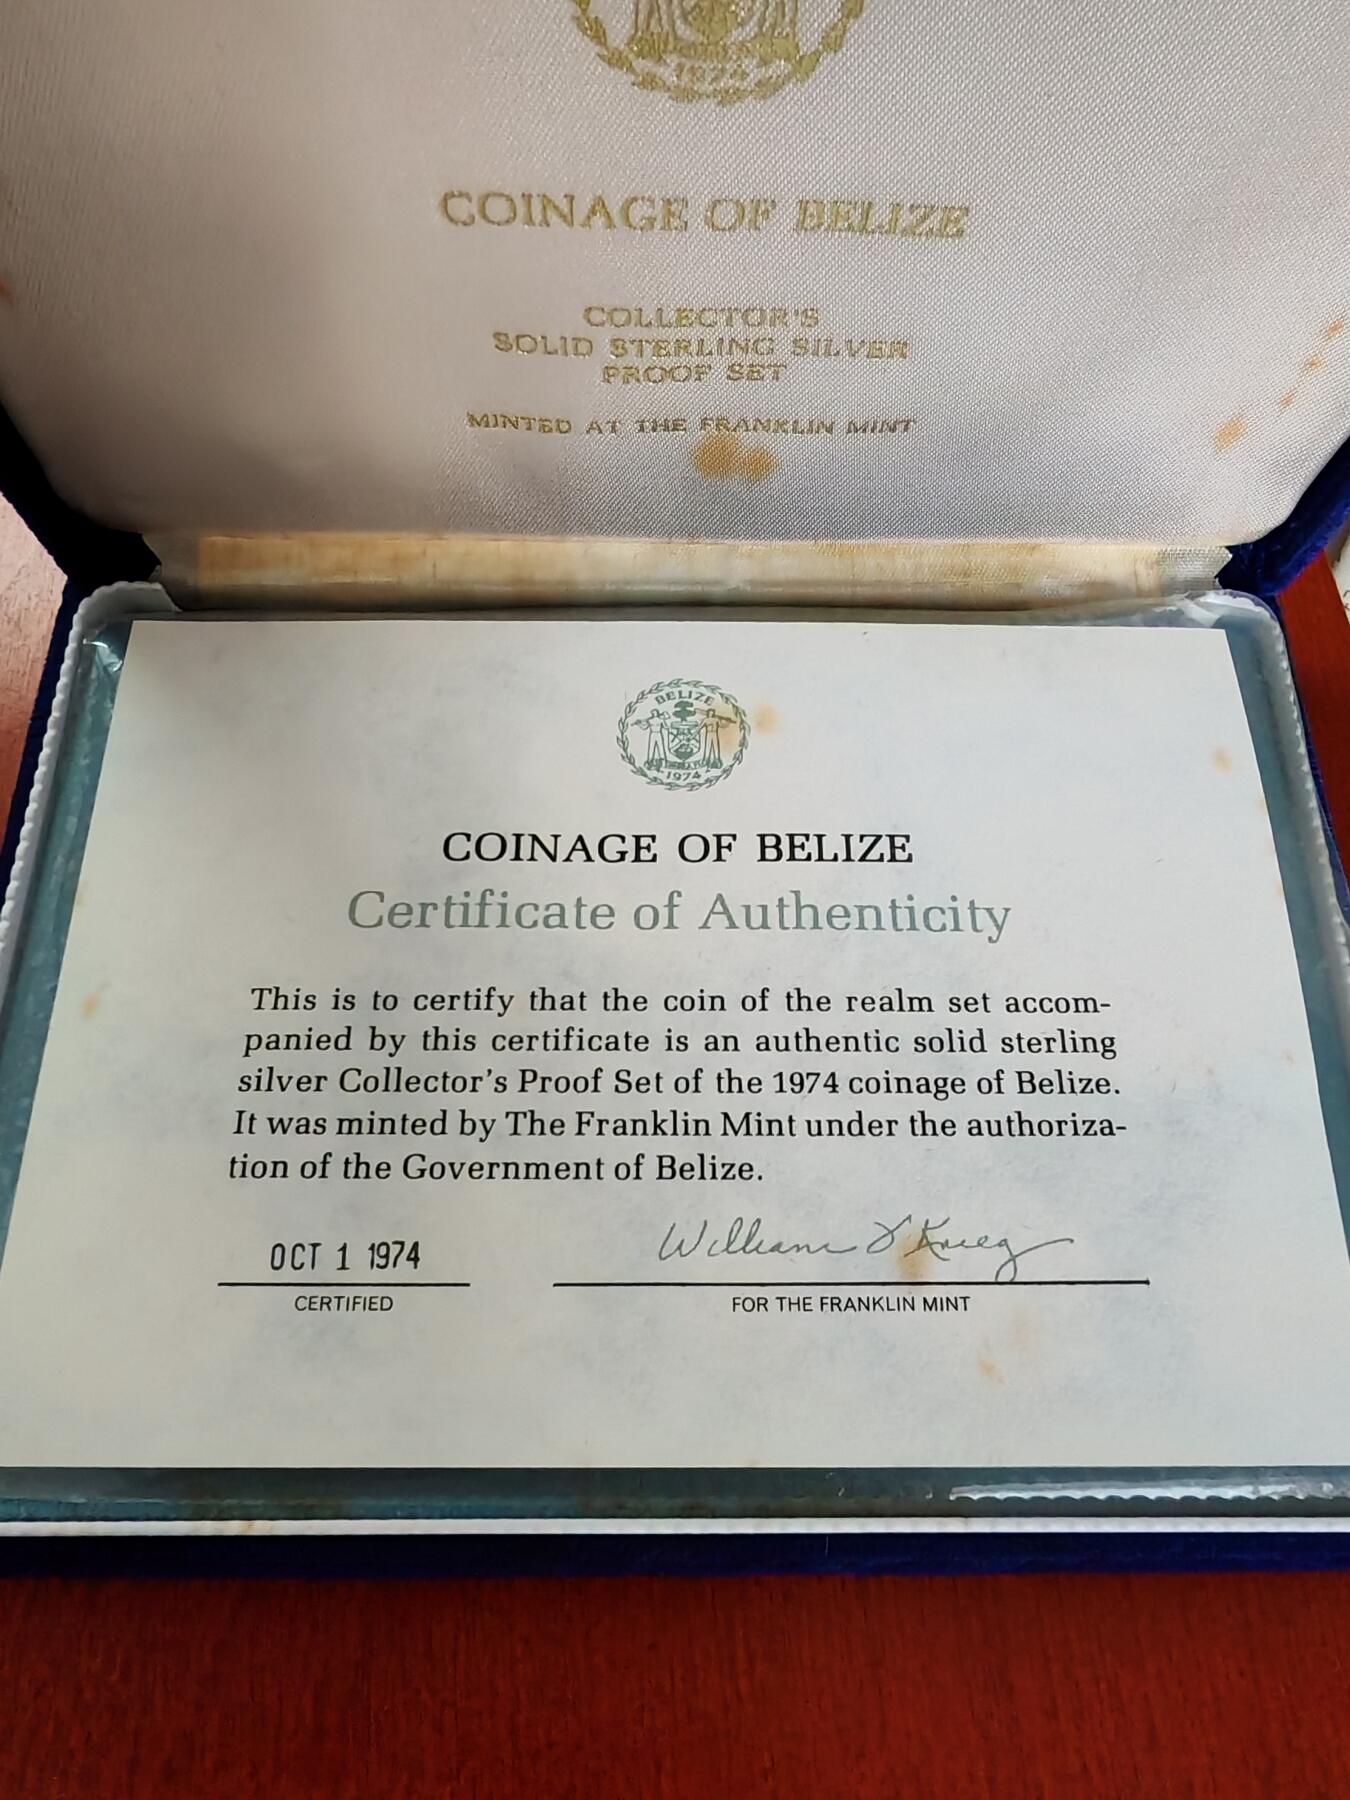 1974
COINAGE OF BELIZE
COLLECTOR'S
SOLID STERLING SILVER
PROOF SET
MINTED AT THE FRANKLIN MINT
BELIZE
1974
COINAGE OF BELIZE
Certificate of Authenticity
This is to certify that the coin of the realm set accom-
panied by this certificate is an authentic solid sterling
silver Collector's Proof Set of the 1974 coinage of Belize.
It was minted by The Franklin Mint under the authoriza-
tion of the Government of Belize.
OCT 1 1974
William Krieg
CERTIFIED
FOR THE FRANKLIN MINT